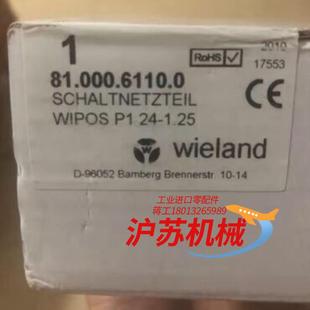 1
RoHS
2010
17553
81.000.6110.0
SCHALTNETZTEIL
CE
WIPOS P1 24-1.25
wieland
D-96052 Bamberg Brennerstr. 10-14
工业进口零配件
蒋工18013265989
沪苏机械